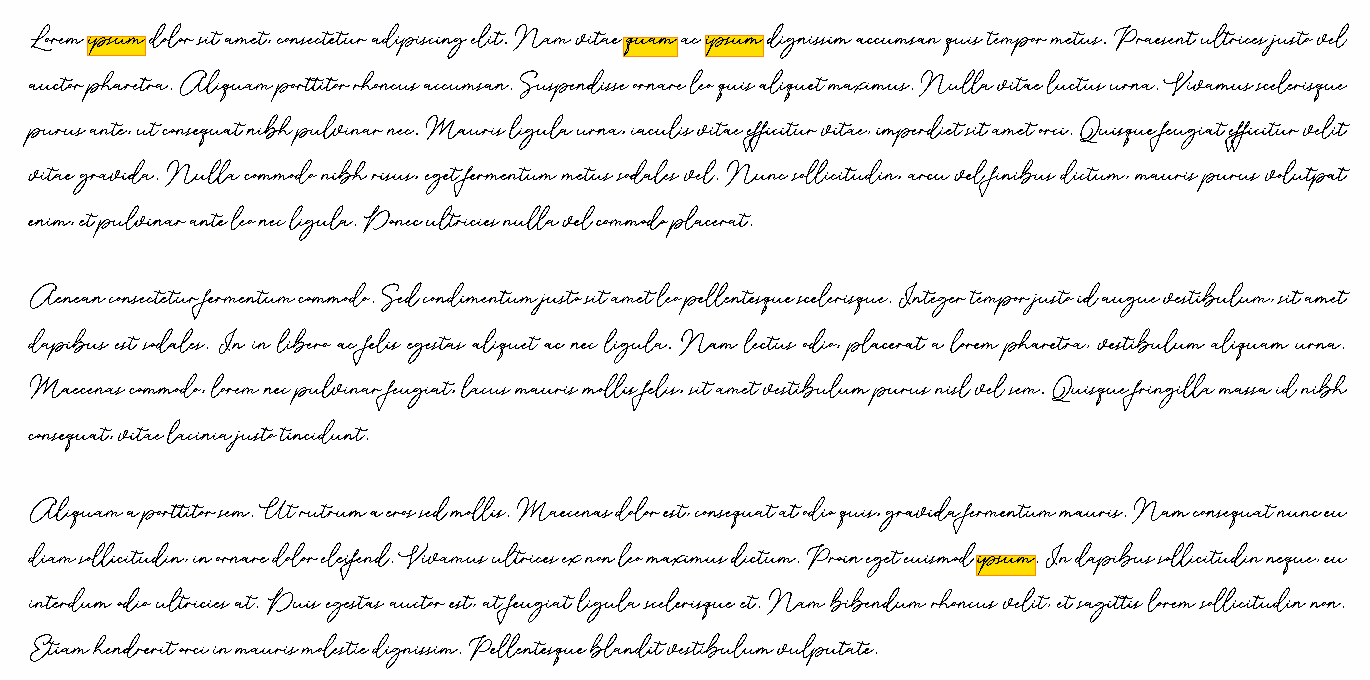 Lorem ipsum dolor sit amet, consectetur adipiscing elit. Nam vitae quam ac ipsum dignissim accumsan quis tempor metus. Praesent ultrices justo vel
auctor pharetra. Aliquam porttitor rhoncus accumsan. Suspendisse ornare leo quis aliquet maximus. Nulla vitae luctus urna. Vivamus scelerisque
purus ante, ut consequat nibh pulvinar nec. Mauris ligula urna, iaculis vitae efficitur vitae, imperdiet sit amet orci. Quisque feugiat efficitur velit
vitae gravida. Nulla commodo nibh risus, eget fermentum metus sodales vel. Nunc sollicitudin, arcu vel finibus dictum, mauris purus volutpat
enim, et pulvinar ante leo nec ligula. Donec ultricies nulla vel commodo placerat.
Aenean consectetur fermentum commodo. Sed condimentum justo sit amet leo pellentesque scelerisque. Integer tempor justo id augue vestibulum, sit amet
dapibus est sodales. In in libero ac felis egestas aliquet ac nec ligula. Nam lectus odio, placerat a lorem pharetra, vestibulum aliquam urna.
Maecenas commodo, lorem nec pulvinar feugiat, lacus mauris mollis felis, sit amet vestibulum purus nisl vel sem. Quisque fringilla massa id nibh
consequat, vitae lacinia justo tincidunt.
Aliquam a porttitor sem. Ut rutrum a eros sed mollis. Maecenas dolor est, consequat at odio quis, gravida fermentum mauris. Nam consequat nunc eu
diam sollicitudin, in ornare dolor eleifend. Vivamus ultrices ex non leo maximus dictum. Proin eget euismod ipsum. In dapibus sollicitudin neque, eu
interdum odio ultricies at. Duis egestas auctor est, at feugiat ligula scelerisque et. Nam bibendum rhoncus velit, et sagittis lorem sollicitudin non.
Etiam hendrerit orci in mauris molestie dignissim. Pellentesque blandit vestibulum vulputate.